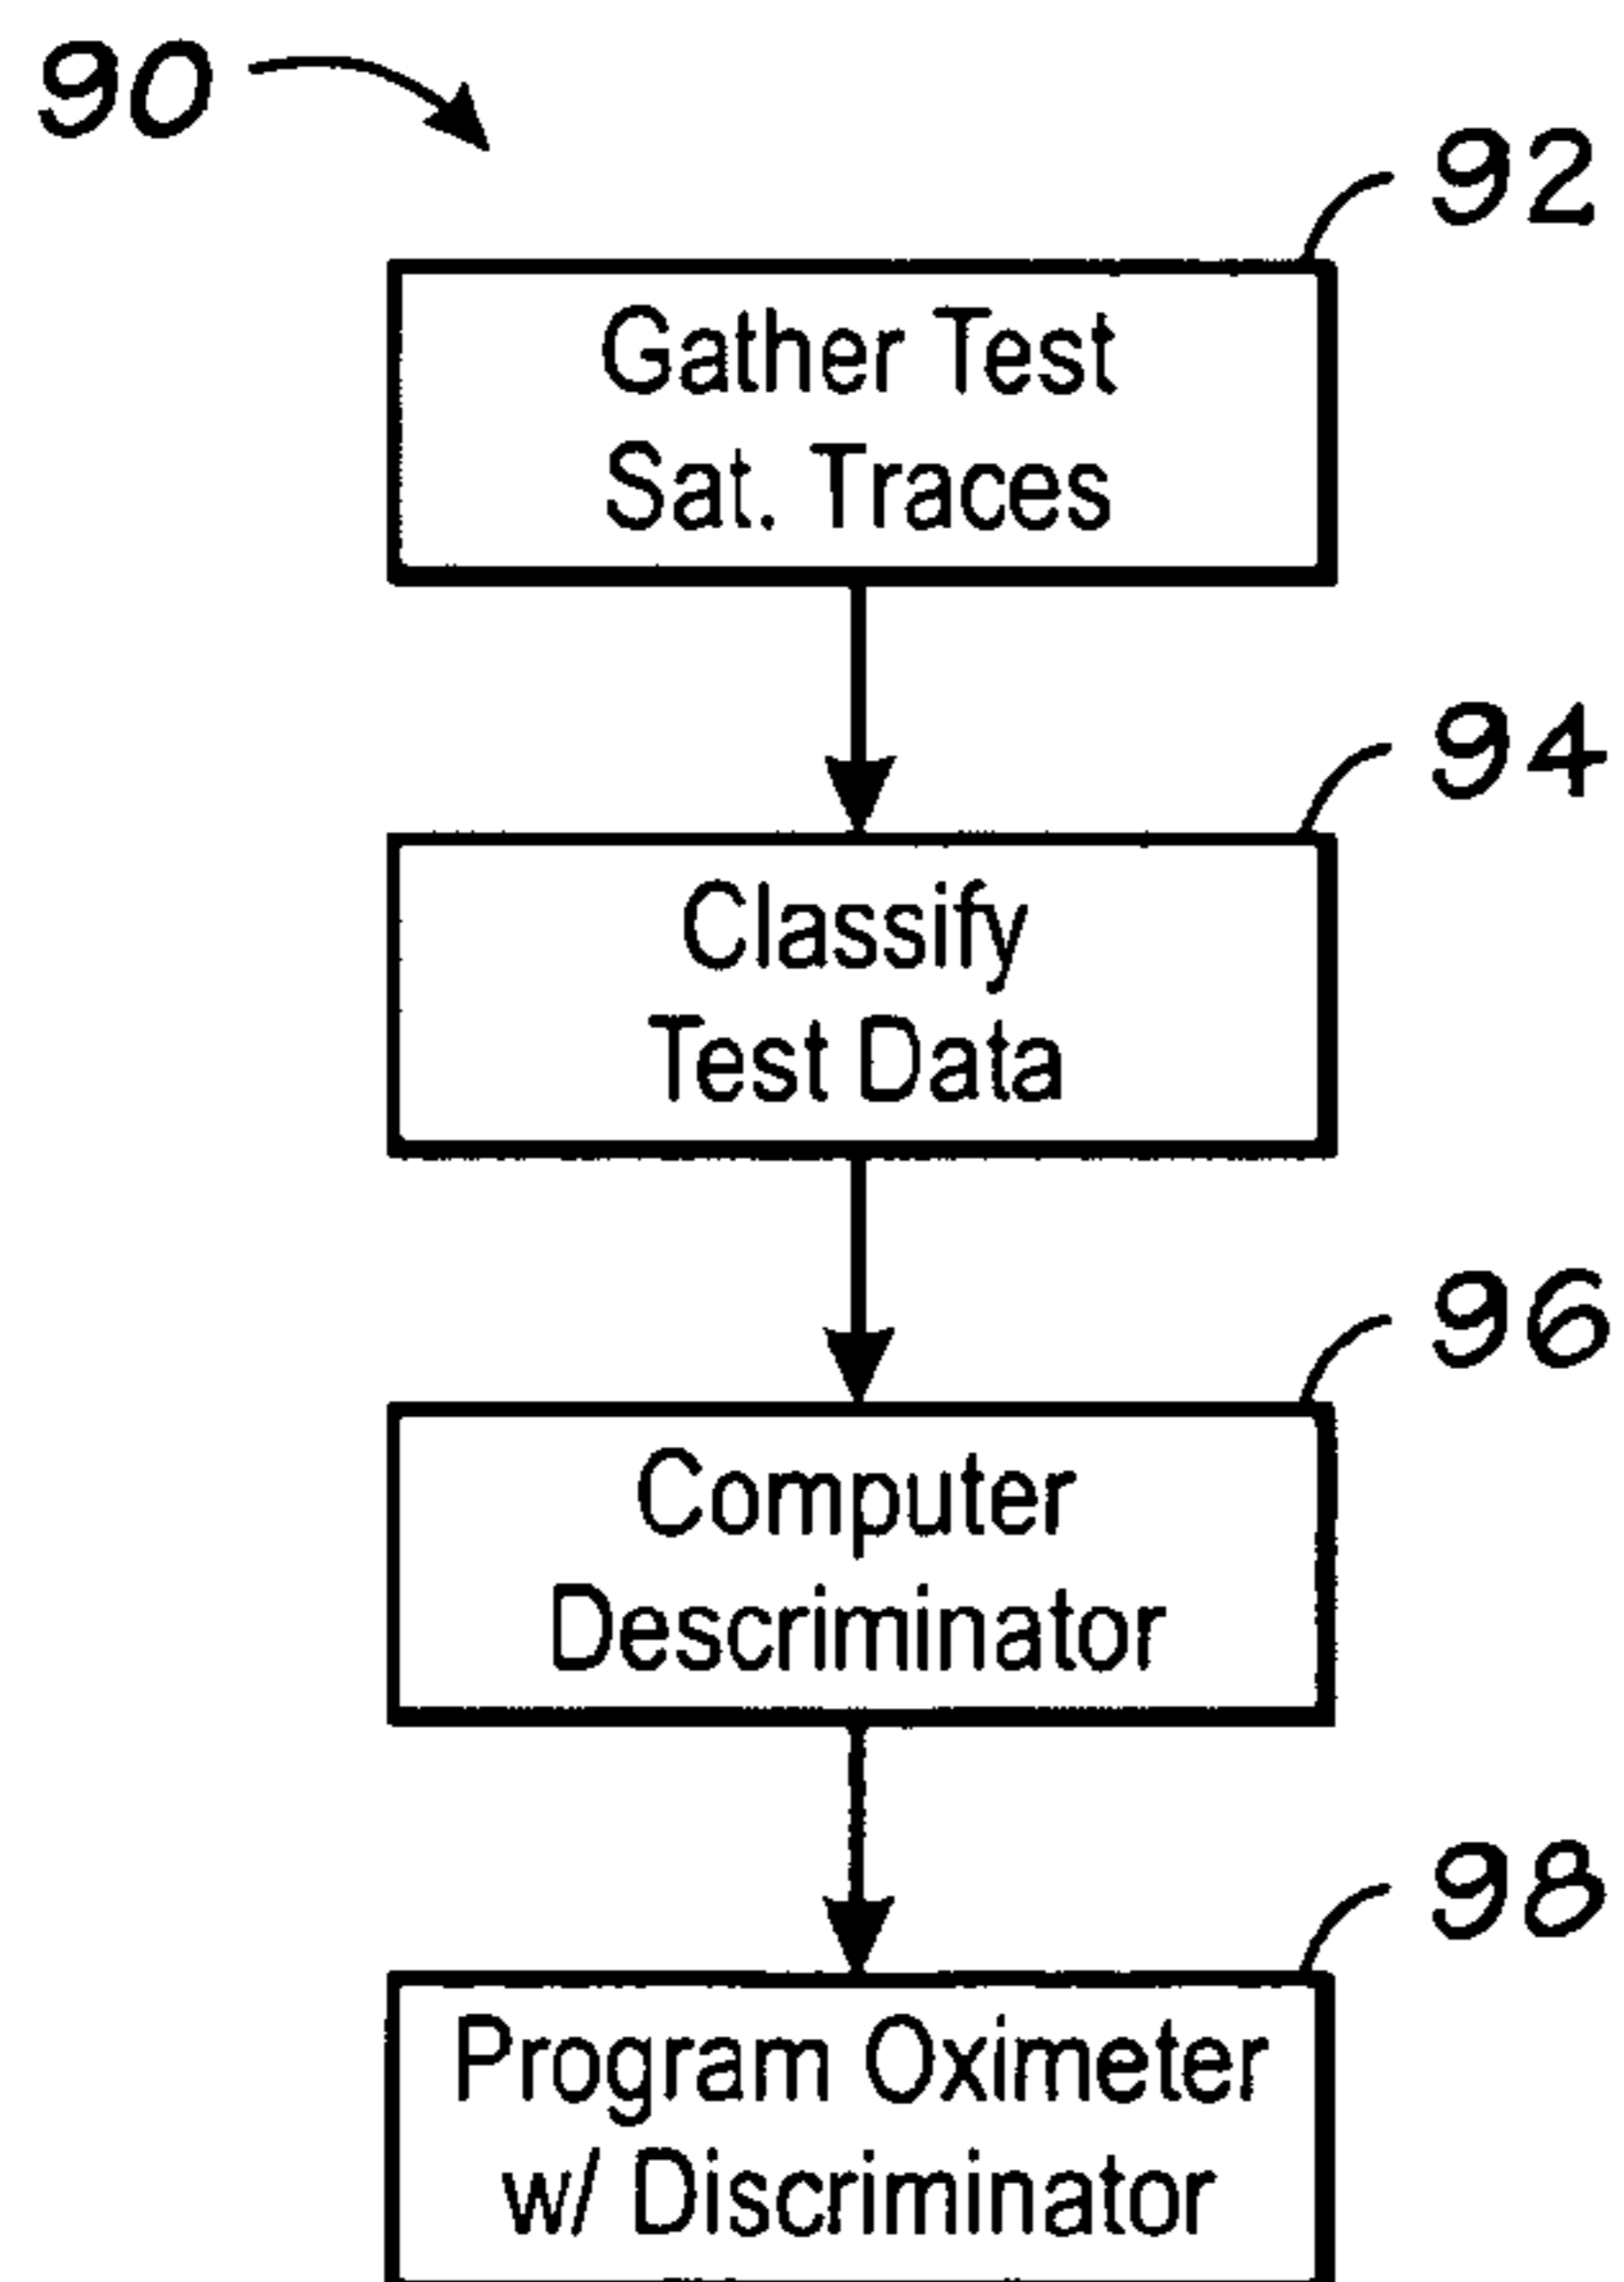 90
92
Gather Test
Sat. Traces
94
Classify
Test Data
96
Computer
Descriminator
98
Program Oximeter
w/ Discriminator